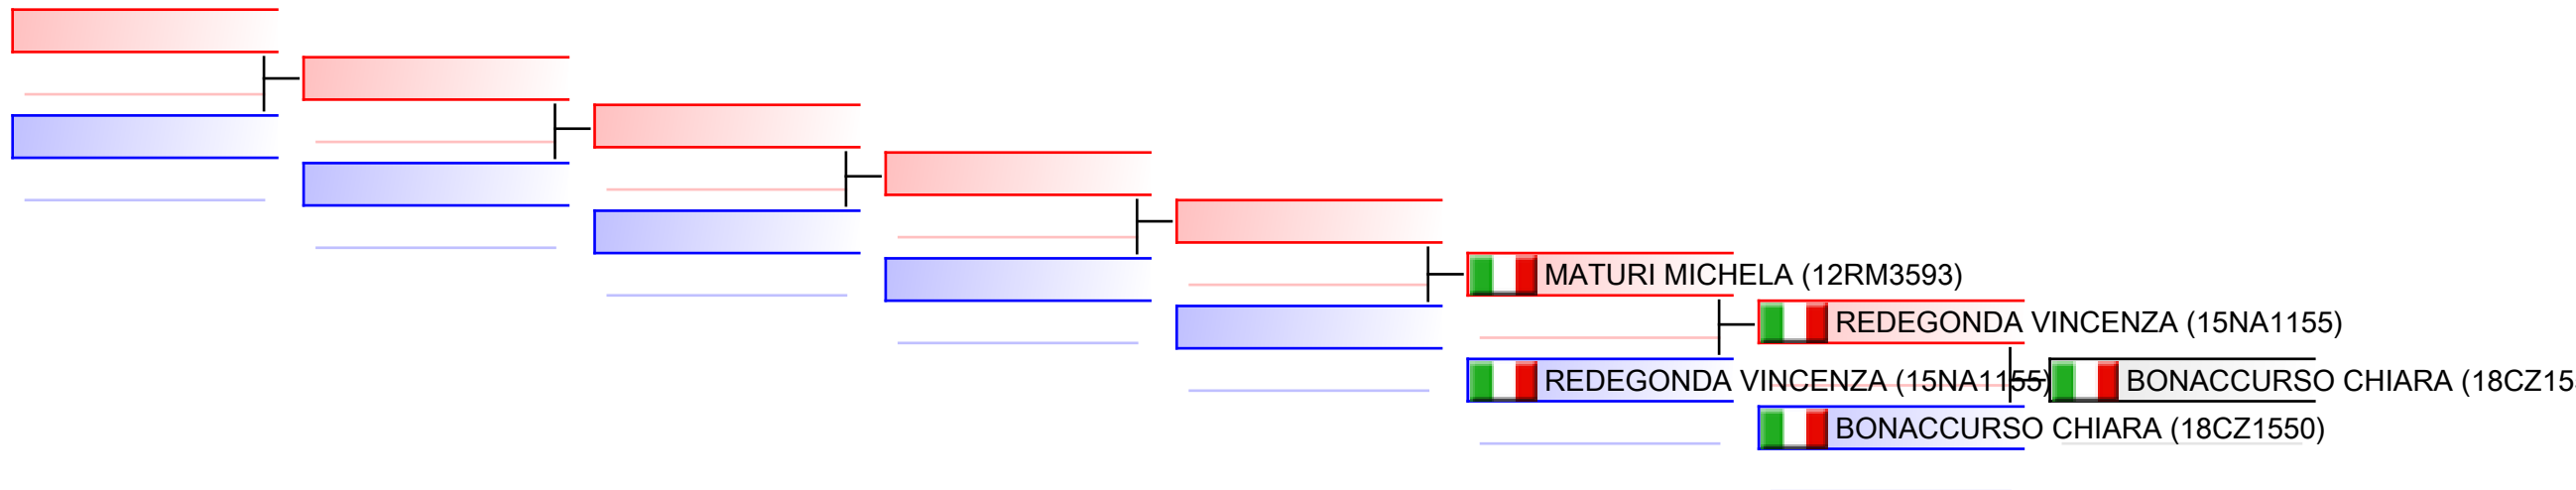 MATURI MICHELA (12RM3593)
REDEGONDA VINCENZA (15NA1155)
REDEGONDA VINCENZA (15NA1155)
BONACCURSO CHIARA (18CZ15
BONACCURSO CHIARA (18CZ1550)